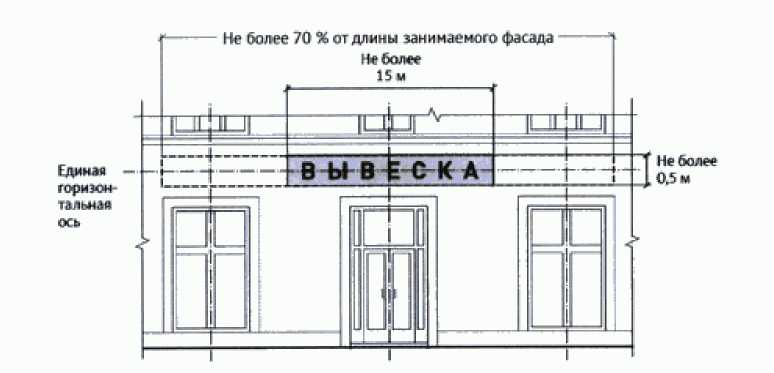 Не более 70 % от длины занимаемого фасада
Не более
15 м
ВЫВЕСКА
Единая
горизон-
тальная
ось
Не более
0,5 м